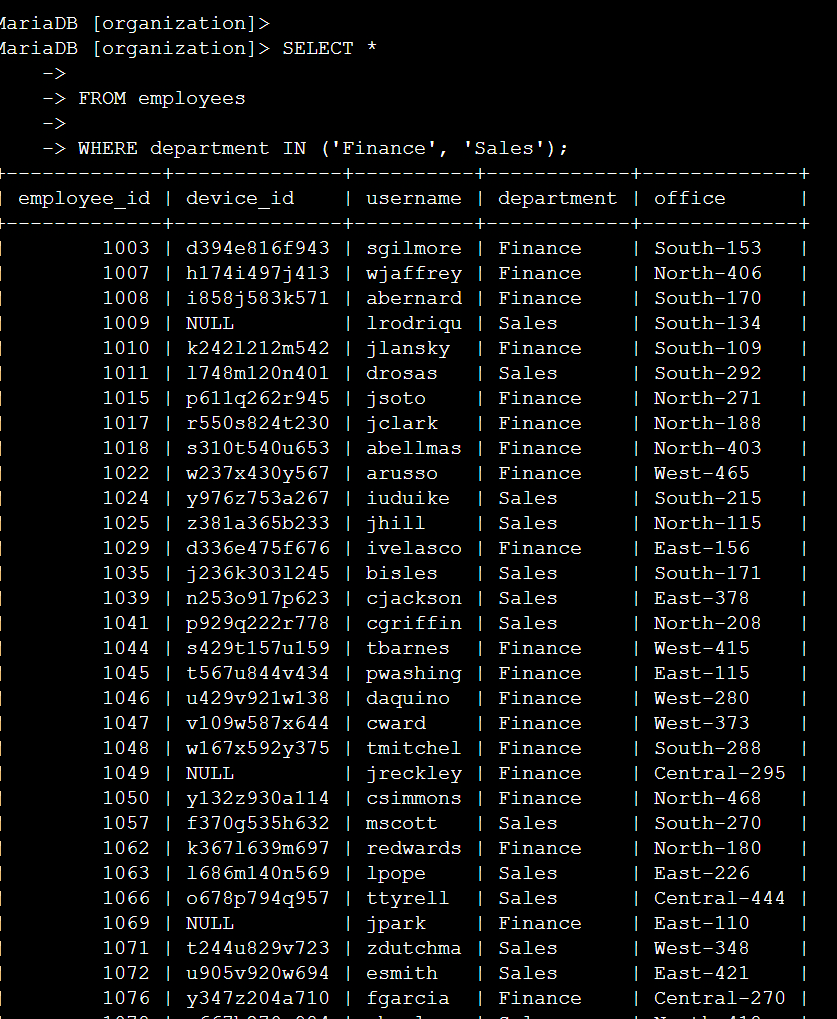 MariaDB [organization]>
MariaDB [organization]> SELECT *
    ->
    -> FROM employees
    ->
    -> WHERE department IN ('Finance', 'Sales');
+-------------+--------------+----------+------------+-------------+
| employee_id | device_id    | username | department | office      |
+-------------+--------------+----------+------------+-------------+
|        1003 | d394e816f943 | sgilmore | Finance    | South-153   |
|        1007 | h174i497j413 | wjaffrey | Finance    | North-406   |
|        1008 | i858j583k571 | abernard | Finance    | South-170   |
|        1009 | NULL         | lrodriqu | Sales      | South-134   |
|        1010 | k242l212m542 | jlansky  | Finance    | South-109   |
|        1011 | l748m120n401 | drosas   | Sales      | South-292   |
|        1015 | p611q262r945 | jsoto    | Finance    | North-271   |
|        1017 | r550s824t230 | jclark   | Finance    | North-188   |
|        1018 | s310t540u653 | abellmas | Finance    | North-403   |
|        1022 | w237x430y567 | arusso   | Finance    | West-465    |
|        1024 | y976z753a267 | iuduike  | Sales      | South-215   |
|        1025 | z381a365b233 | jhill    | Sales      | North-115   |
|        1029 | d336e475f676 | ivelasco | Finance    | East-156    |
|        1035 | j236k303l245 | bisles   | Sales      | South-171   |
|        1039 | n253o917p623 | cjackson | Sales      | East-378    |
|        1041 | p929q222r778 | cgriffin | Sales      | North-208   |
|        1044 | s429t157u159 | tbarnes  | Finance    | West-415    |
|        1045 | t567u844v434 | pwashing | Finance    | East-115    |
|        1046 | u429v921w138 | daquino  | Finance    | West-280    |
|        1047 | v109w587x644 | cward    | Finance    | West-373    |
|        1048 | w167x592y375 | tmitchel | Finance    | South-288   |
|        1049 | NULL         | jreckley | Finance    | Central-295 |
|        1050 | y132z930a114 | csimmons | Finance    | North-468   |
|        1057 | f370g535h632 | mscott   | Sales      | South-270   |
|        1062 | k367l639m697 | redwards | Finance    | North-180   |
|        1063 | l686m140n569 | lpope    | Sales      | East-226    |
|        1066 | o678p794q957 | ttyrell  | Sales      | Central-444 |
|        1069 | NULL         | jpark    | Finance    | East-110    |
|        1071 | t244u829v723 | zdutchma | Sales      | West-348    |
|        1072 | u905v920w694 | esmith   | Sales      | East-421    |
|        1076 | y347z204a710 | fgarcia  | Finance    | Central-270 |